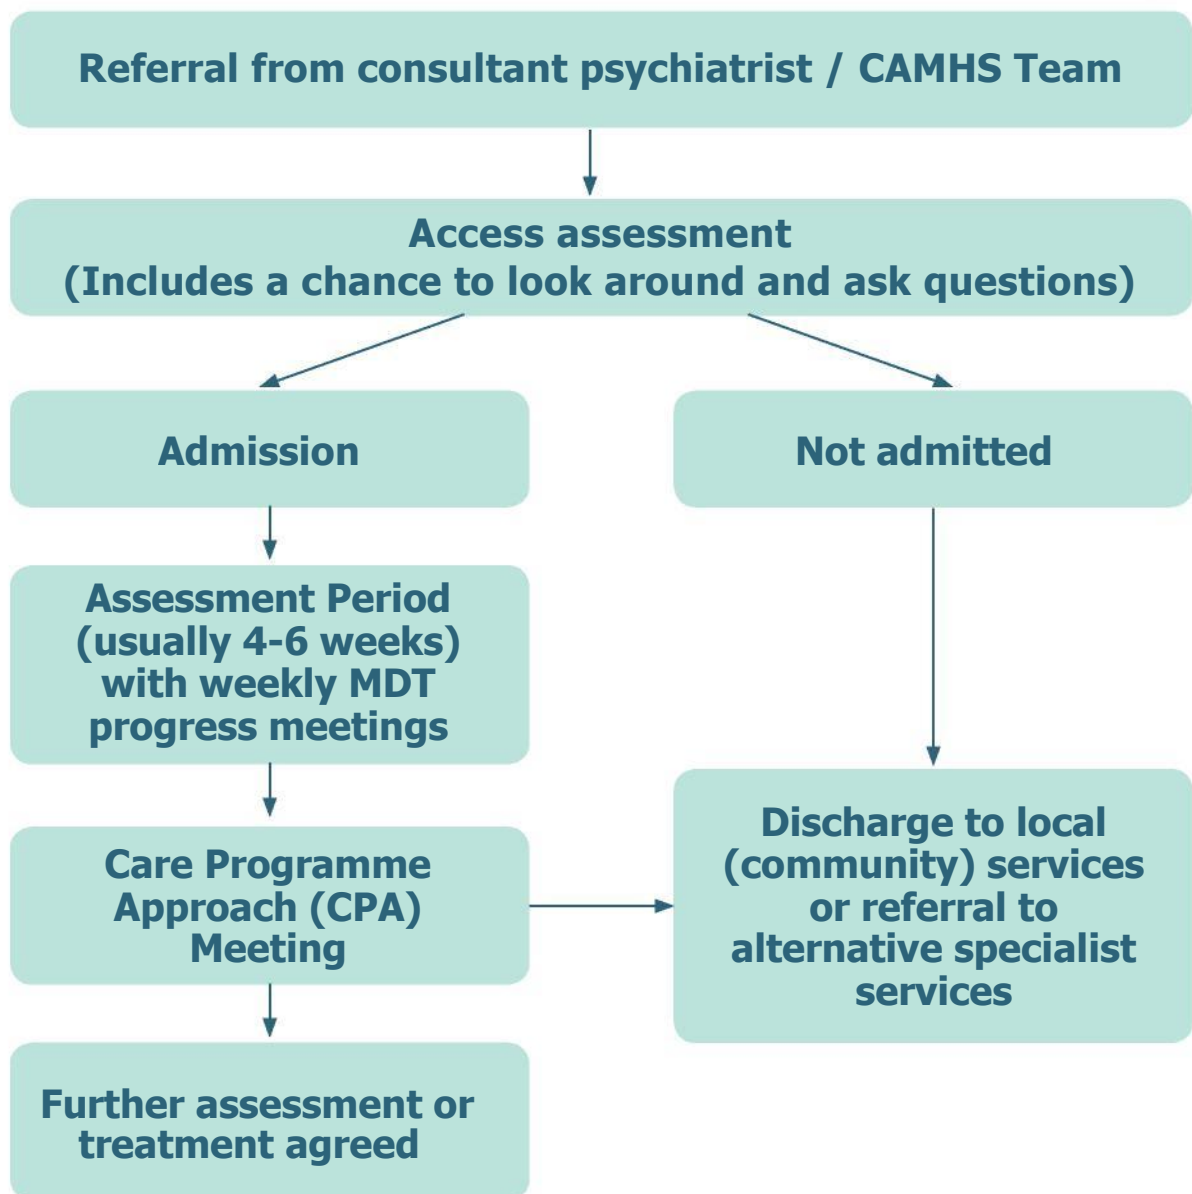 Referral from consultant psychiatrist / CAMHS Team
Access assessment
(Includes a chance to look around and ask questions)
Admission
Not admitted
Assessment Period
(usually 4-6 weeks)
with weekly MDT
progress meetings
Care Programme
Approach (CPA)
Meeting
Discharge to local
(community) services
or referral to
alternative specialist
services
Further assessment or
treatment agreed